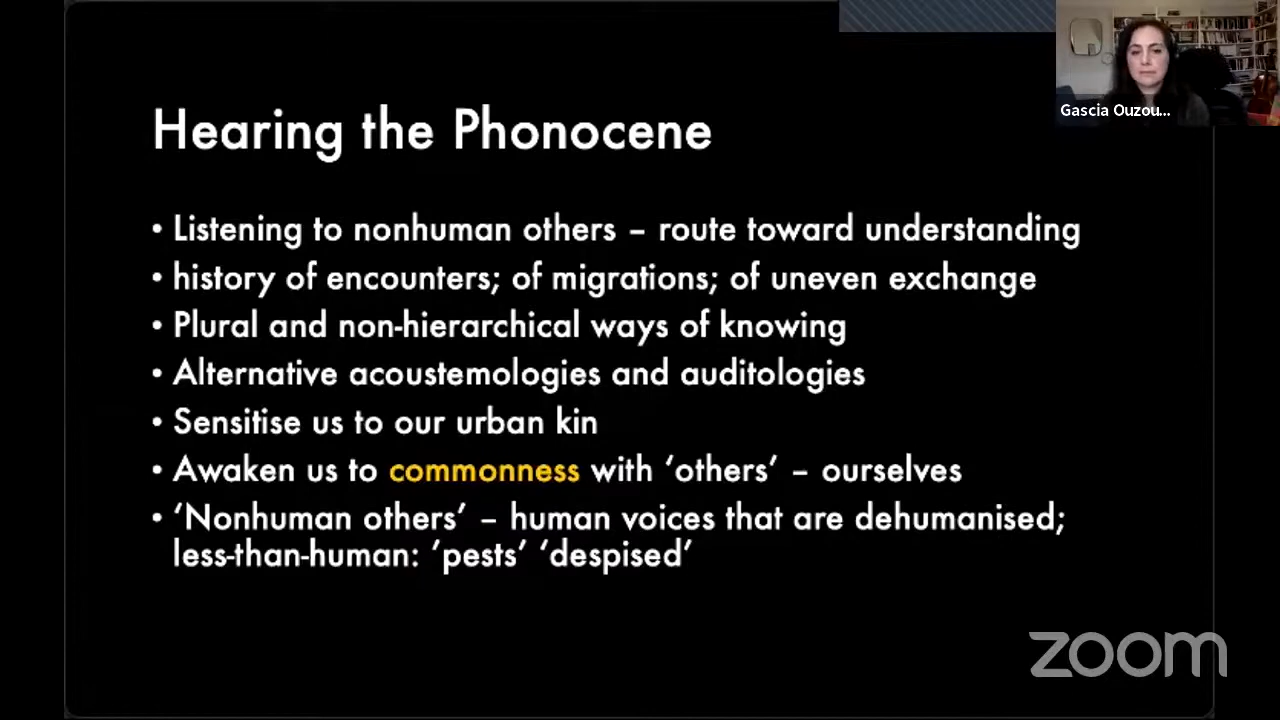 Gascia Ouzou...
Hearing the Phonocene
• Listening to nonhuman others – route toward understanding
• history of encounters; of migrations; of uneven exchange
• Plural and non-hierarchical ways of knowing
• Alternative acoustemologies and auditologies
• Sensitise us to our urban kin
• Awaken us to commonness with ‘others’ – ourselves
• ‘Nonhuman others’ – human voices that are dehumanised;
less-than-human: ‘pests’ ‘despised’
zoom